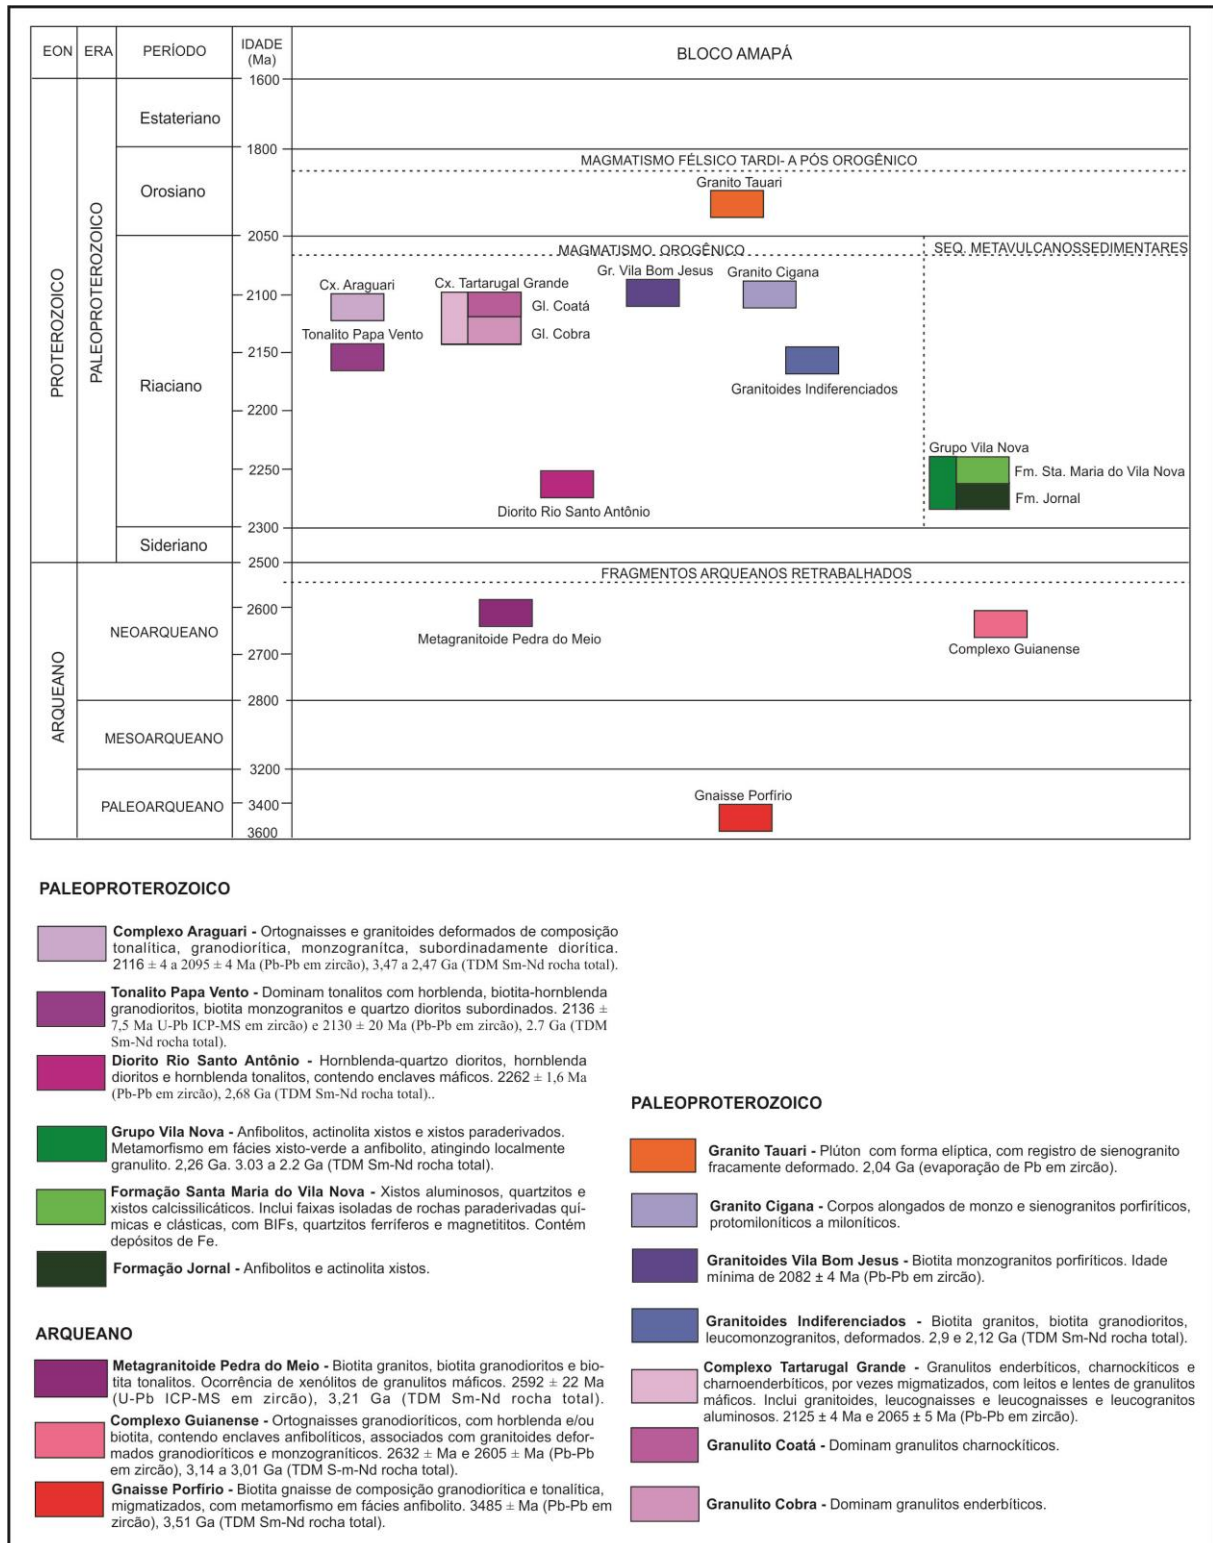 EON ERA PERÍODO IDADE (Ma) BLOCO AMAPÁ
1600
Estateriano
1800
MAGMATISMO FÉLSICO TARDI- A PÓS OROGÊNICO
Granito Tauari
Orosiano
2050
MAGMATISMO OROGÊNICO
SEQ. METAVULCANOSSEDIMENTARES
Cx. Araguari
Cx. Tartarugal Grande
Gr. Vila Bom Jesus
Granito Cigana
2100
Gl. Coatá
Gl. Cobra
Tonalito Papa Vento
2150
PROTEROZOICO
PALEOPROTEROZOICO
Riaciano
Granitoides Indiferenciados
2200
Grupo Vila Nova
2250
Fm. Sta. Maria do Vila Nova
Fm. Jornal
Diorito Rio Santo Antônio
2300
Sideriano
2500
FRAGMENTOS ARQUEANOS RETRABALHADOS
2600
NEOARQUEANO
Metagranitoide Pedra do Meio
Complexo Guianense
2700
ARQUEANO
2800
MESOARQUEANO
3200
Gnaisse Porfírio
PALEOARQUEANO
3400
3600
PALEOPROTEROZOICO
Complexo Araguari - Ortognaisses e granitoides deformados de composição
tonalítica, granodiorítica, monzogranítca, subordinadamente diorítica.
2116 ± 4 a 2095 ± 4 Ma (Pb-Pb em zircão), 3,47 a 2,47 Ga (TDM Sm-Nd rocha total).
Tonalito Papa Vento - Dominam tonalitos com horblenda, biotita-hornblenda
granodioritos, biotita monzogranitos e quartzo dioritos subordinados. 2136 ±
7,5 Ma U-Pb ICP-MS em zircão) e 2130 ± 20 Ma (Pb-Pb em zircão), 2.7 Ga (TDM
Sm-Nd rocha total).
Diorito Rio Santo Antônio - Hornblenda-quartzo dioritos, hornblenda
dioritos e hornblenda tonalitos, contendo enclaves máficos. 2262 ± 1,6 Ma
(Pb-Pb em zircão), 2,68 Ga (TDM Sm-Nd rocha total)..
Grupo Vila Nova - Anfibolitos, actinolita xistos e xistos paraderivados.
Metamorfismo em fácies xisto-verde a anfibolito, atingindo localmente
granulito. 2,26 Ga. 3.03 a 2.2 Ga (TDM Sm-Nd rocha total).
Formação Santa Maria do Vila Nova - Xistos aluminosos, quartzitos e
xistos calcissilicáticos. Inclui faixas isoladas de rochas paraderivadas quí-
micas e clásticas, com BIFs, quartzitos ferríferos e magnetititos. Contém
depósitos de Fe.
Formação Jornal - Anfibolitos e actinolita xistos.
ARQUEANO
Metagranitoide Pedra do Meio - Biotita granitos, biotita granodioritos e bio-
tita tonalitos. Ocorrência de xenólitos de granulitos máficos. 2592 ± 22 Ma
(U-Pb ICP-MS em zircão), 3,21 Ga (TDM Sm-Nd rocha total).
Complexo Guianense - Ortognaisses granodioríticos, com horblenda e/ou
biotita, contendo enclaves anfibolíticos, associados com granitoides defor-
mados granodioríticos e monzograníticos. 2632 ± Ma e 2605 ± Ma (Pb-Pb
em zircão), 3,14 a 3,01 Ga (TDM S-m-Nd rocha total).
Gnaisse Porfírio - Biotita gnaisse de composição granodiorítica e tonalítica,
migmatizados, com metamorfismo em fácies anfibolito. 3485 ± Ma (Pb-Pb em
zircão), 3,51 Ga (TDM Sm-Nd rocha total).
PALEOPROTEROZOICO
Granito Tauari - Plúton com forma elíptica, com registro de sienogranito
fracamente deformado. 2,04 Ga (evaporação de Pb em zircão).
Granito Cigana - Corpos alongados de monzo e sienogranitos porfiríticos,
protomiloníticos a miloníticos.
Granitoides Vila Bom Jesus - Biotita monzogranitos porfiríticos. Idade
mínima de 2082 ± 4 Ma (Pb-Pb em zircão).
Granitoides Indiferenciados - Biotita granitos, biotita granodioritos,
leucomonzogranitos, deformados. 2,9 e 2,12 Ga (TDM Sm-Nd rocha total).
Complexo Tartarugal Grande - Granulitos enderbíticos, charnockíticos e
charnoenderbíticos, por vezes migmatizados, com leitos e lentes de granulitos
máficos. Inclui granitoides, leucognaisses e leucognaisses e leucogranitos
aluminosos. 2125 ± 4 Ma e 2065 ± 5 Ma (Pb-Pb em zircão).
Granulito Coatá - Dominam granulitos charnockíticos.
Granulito Cobra - Dominam granulitos enderbíticos.